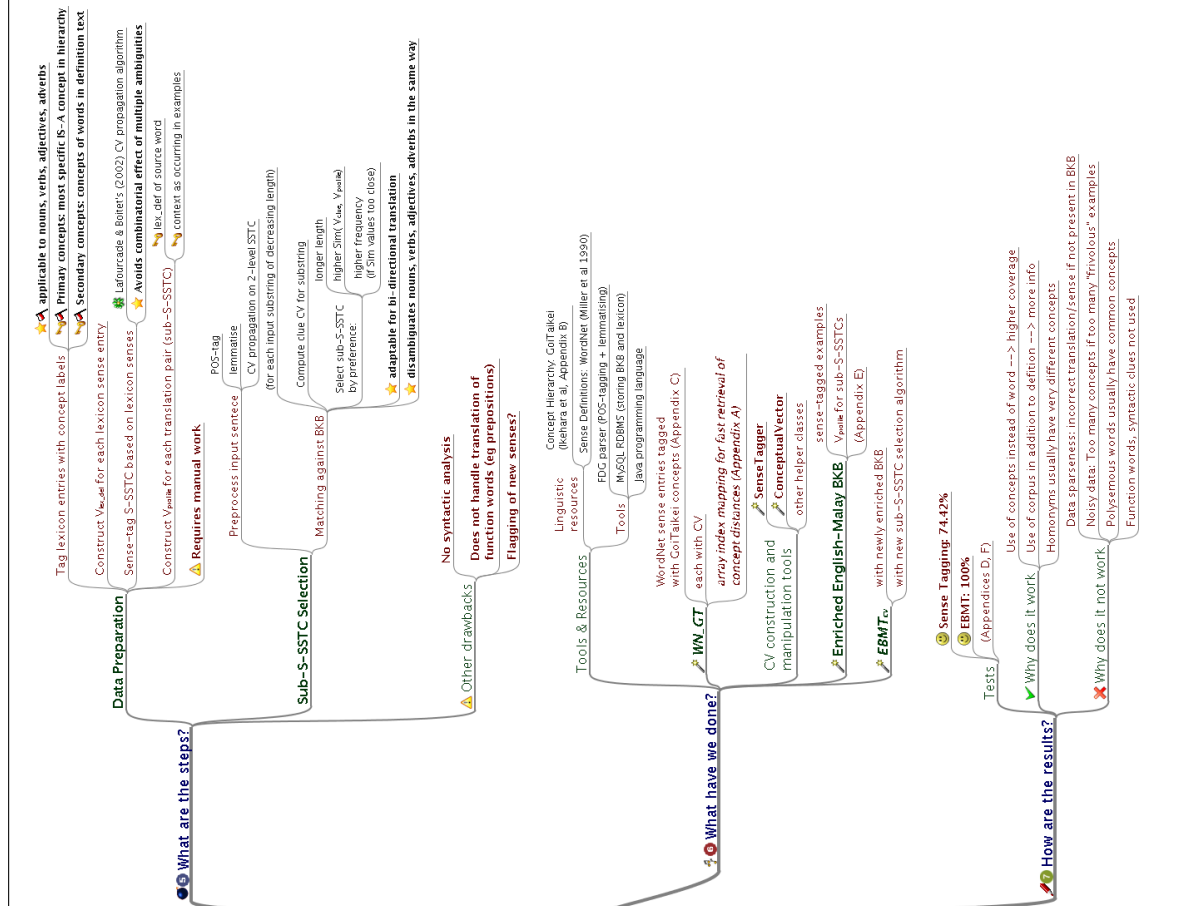 5 What are the steps?
Data Preparation
Tag lexicon entries with concept labels
applicable to nouns, verbs, adjectives, adverbs
Primary concepts: most specific IS-A concept in hierarchy
Secondary concepts: concepts of words in definition text
Construct Vlex_def for each lexicon sense entry
Sense-tag S-SSTC based on lexicon senses
Lafourcade & Boitet's (2002) CV propagation algorithm
Avoids combinatorial effect of multiple ambiguities
Construct Vprofile for each translation pair (sub-S-SSTC)
lex_def of source word
context as occurring in examples
Requires manual work
Sub-S-SSTC Selection
Preprocess input sentece
POS-tag
lemmatise
CV propagation on 2-level SSTC
Matching against BKB
(for each input substring of decreasing length)
Compute clue CV for substring
Select sub-S-SSTC
by preference:
longer length
higher Sim( Vclue, Vprofile)
higher frequency
(if Sim values too close)
adaptable for bi-directional translation
disambiguates nouns, verbs, adjectives, adverbs in the same way
Other drawbacks
No syntactic analysis
Does not handle translation of
function words (eg prepositions)
Flagging of new senses?
6 What have we done?
Tools & Resources
Linguistic
resources
Concept Hierarchy: GoiTaikei
(Ikehara et al, Appendix B)
Sense Definitions: WordNet (Miller et al 1990)
Tools
FDG parser (POS-tagging + lemmatising)
MySQL RDBMS (storing BKB and lexicon)
Java programming language
WN_GT
WordNet sense entries tagged
with GoiTaikei concepts (Appendix C)
each with CV
array index mapping for fast retrieval of
concept distances (Appendix A)
CV construction and
manipulation tools
SenseTagger
ConceptualVector
other helper classes
Enriched English-Malay BKB
sense-tagged examples
Vprofile for sub-S-SSTCs
(Appendix E)
EBMTcv
with newly enriched BKB
with new sub-S-SSTC selection algorithm
7 How are the results?
Tests
Sense Tagging: 74.42%
EBMT: 100%
(Appendices D, F)
Why does it work
Use of concepts instead of word --> higher coverage
Use of corpus in addition to defition --> more info
Homonyms usually have very different concepts
Why does it not work
Data sparseness: incorrect translation/sense if not present in BKB
Noisy data: Too many concepts if too many "frivolous" examples
Polysemous words usually have common concepts
Function words, syntactic clues not used